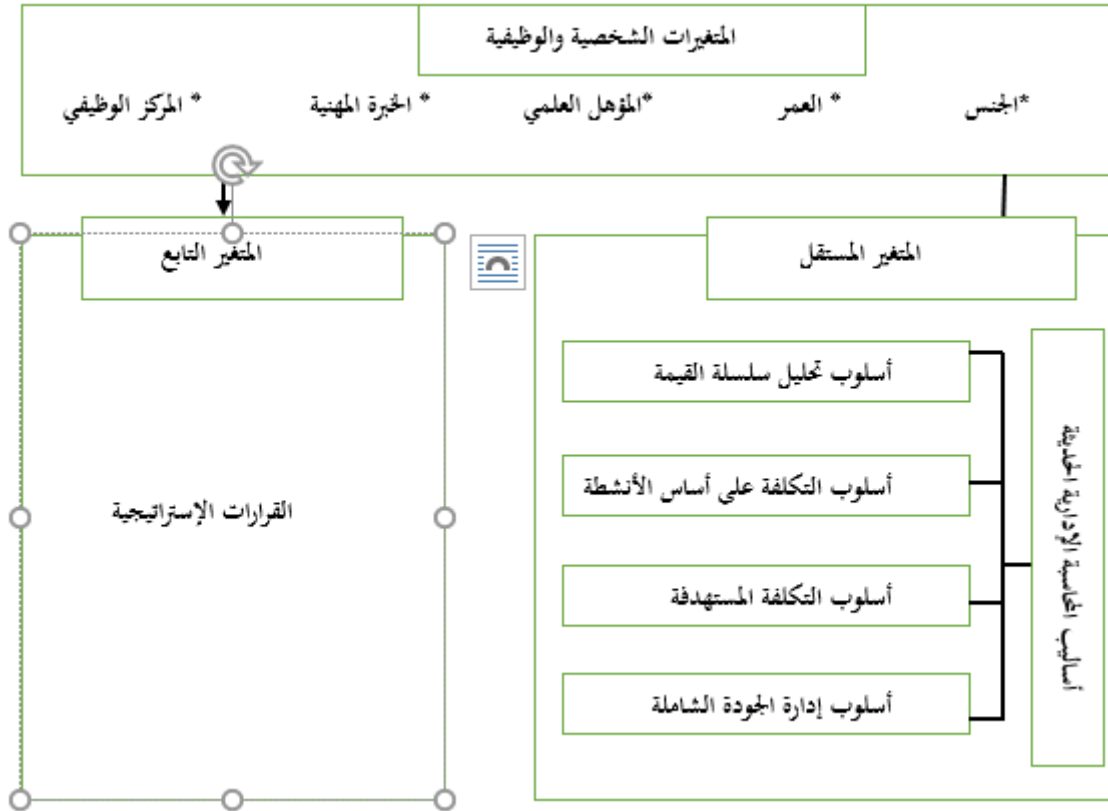 المتغيرات الشخصية والوظيفية
*الجنس * العمر *المؤهل العلمي * الخبرة المهنية * المركز الوظيفي
المتغير المستقل
أساليب المحاسبة الإدارية الحديثة
أسلوب تحليل سلسلة القيمة
أسلوب التكلفة على أساس الأنشطة
أسلوب التكلفة المستهدفة
أسلوب إدارة الجودة الشاملة
المتغير التابع
القرارات الإستراتيجية